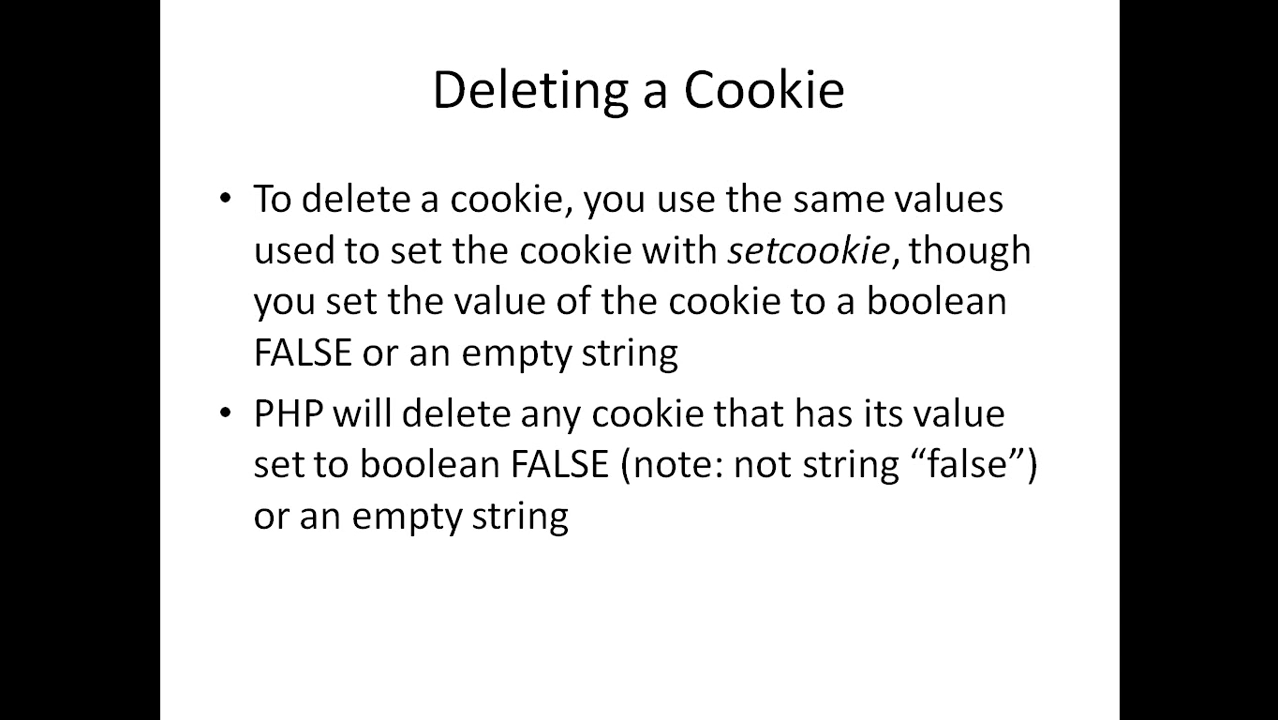 Deleting a Cookie
• To delete a cookie, you use the same values
used to set the cookie with setcookie, though
you set the value of the cookie to a boolean
FALSE or an empty string
• PHP will delete any cookie that has its value
set to boolean FALSE (note: not string “false”)
or an empty string